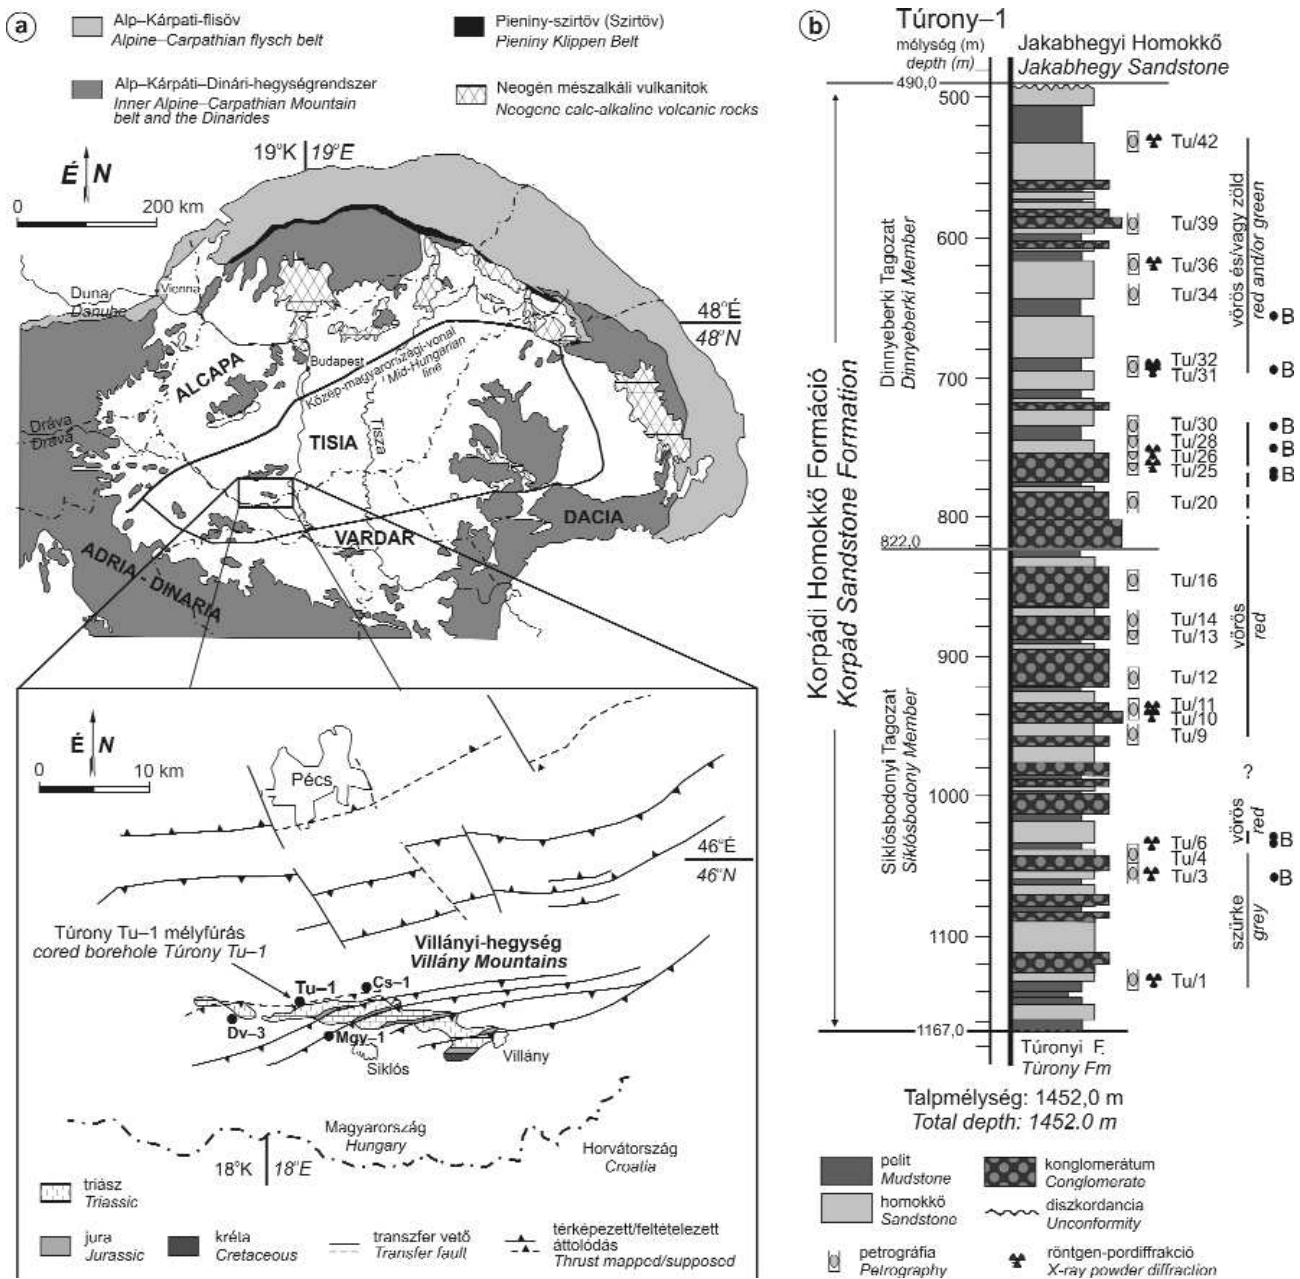 a
Alp–Kárpati-flisöv
Alpine–Carpathian flysch belt
Pieniny-szirtöv (Szirtöv)
Pieniny Klippen Belt
Alp–Kárpáti–Dinári-hegységrendszer
Inner Alpine–Carpathian Mountain
belt and the Dinarides
Neogén mészalkáli vulkanitok
Neogene calc-alkaline volcanic rocks
19°K 19°E
É N
0 200 km
Duna
Danube
Vienna
48°É
48°N
Budapest
ALCAPA
Közép-magyarországi-vonal
Mid-Hungarian
line
Dráva
Drava
TISIA
Tisza
DACIA
VARDAR
ADRIA - DINARIA
É N
0 10 km
Pécs
46°É
46°N
Túrony Tu–1 mélyfúrás
cored borehole Túrony Tu–1
Villányi-hegység
Villány Mountains
Tu–1
Cs–1
Dv–3
Mgy–1
Siklós
Villány
Magyarország
Hungary
Horvátország
Croatia
18°K 18°E
triász
Triassic
jura
Jurassic
kréta
Cretaceous
transzfer vető
Transfer fault
térképezett/feltételezett
áttolódás
Thrust mapped/supposed
b
Túrony–1
mélység (m)
depth (m)
Jakabhegyi Homokkő
Jakabhegy Sandstone
490,0
500
600
700
800
822,0
900
1000
1100
1167,0
Korpádi Homokkő Formáció
Korpád Sandstone Formation
Dinnyeberki Tagozat
Dinnyeberki Member
Siklósbodonyi Tagozat
Siklósbodony Member
Tu/42
Tu/39
Tu/36
Tu/34
Tu/32
Tu/31
Tu/30
Tu/28
Tu/26
Tu/25
Tu/20
Tu/16
Tu/14
Tu/13
Tu/12
Tu/11
Tu/10
Tu/9
Tu/6
Tu/4
Tu/3
Tu/1
vörös és/vagy zöld
red and/or green
vörös
red
?
vörös
red
szürke
grey
B
B
B
B
B
B
B
Túronyi F.
Túrony Fm
Talpmélység: 1452,0 m
Total depth: 1452.0 m
pelit
Mudstone
konglomerátum
Conglomerate
homokkő
Sandstone
diszkordancia
Unconformity
petrográfia
Petrography
röntgen-pordiffrakció
X-ray powder diffraction